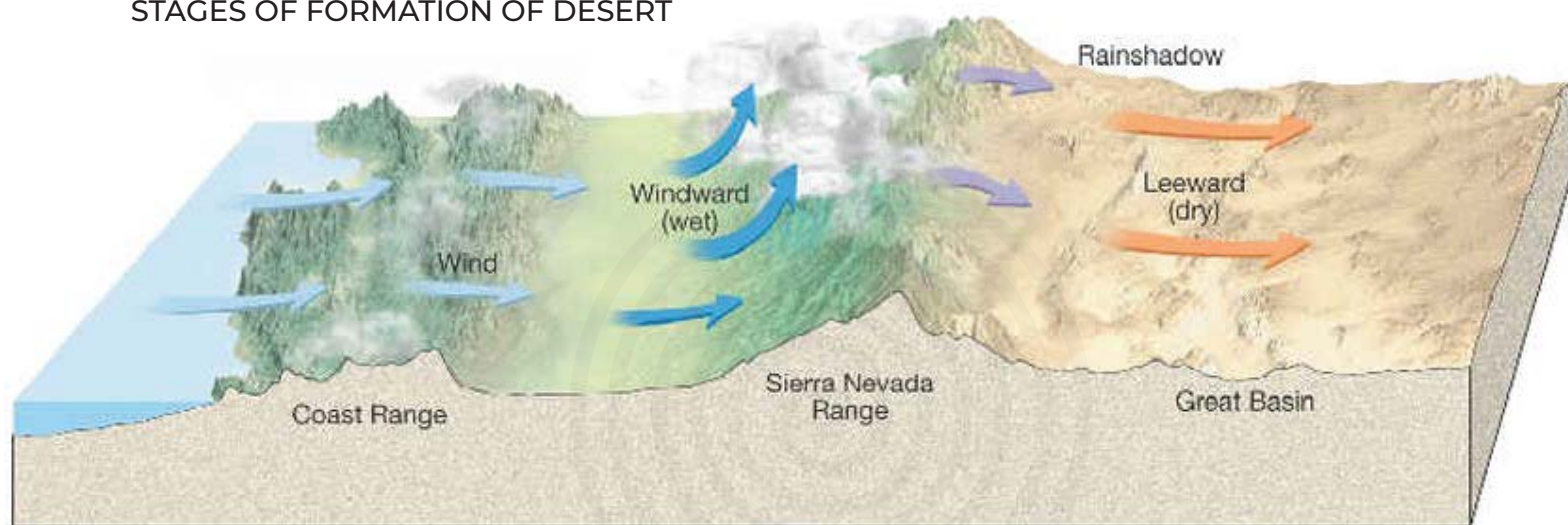 STAGES OF FORMATION OF DESERT
Rainshadow
Windward
(wet)
Leeward
(dry)
Wind
Sierra Nevada
Range
Coast Range
Great Basin